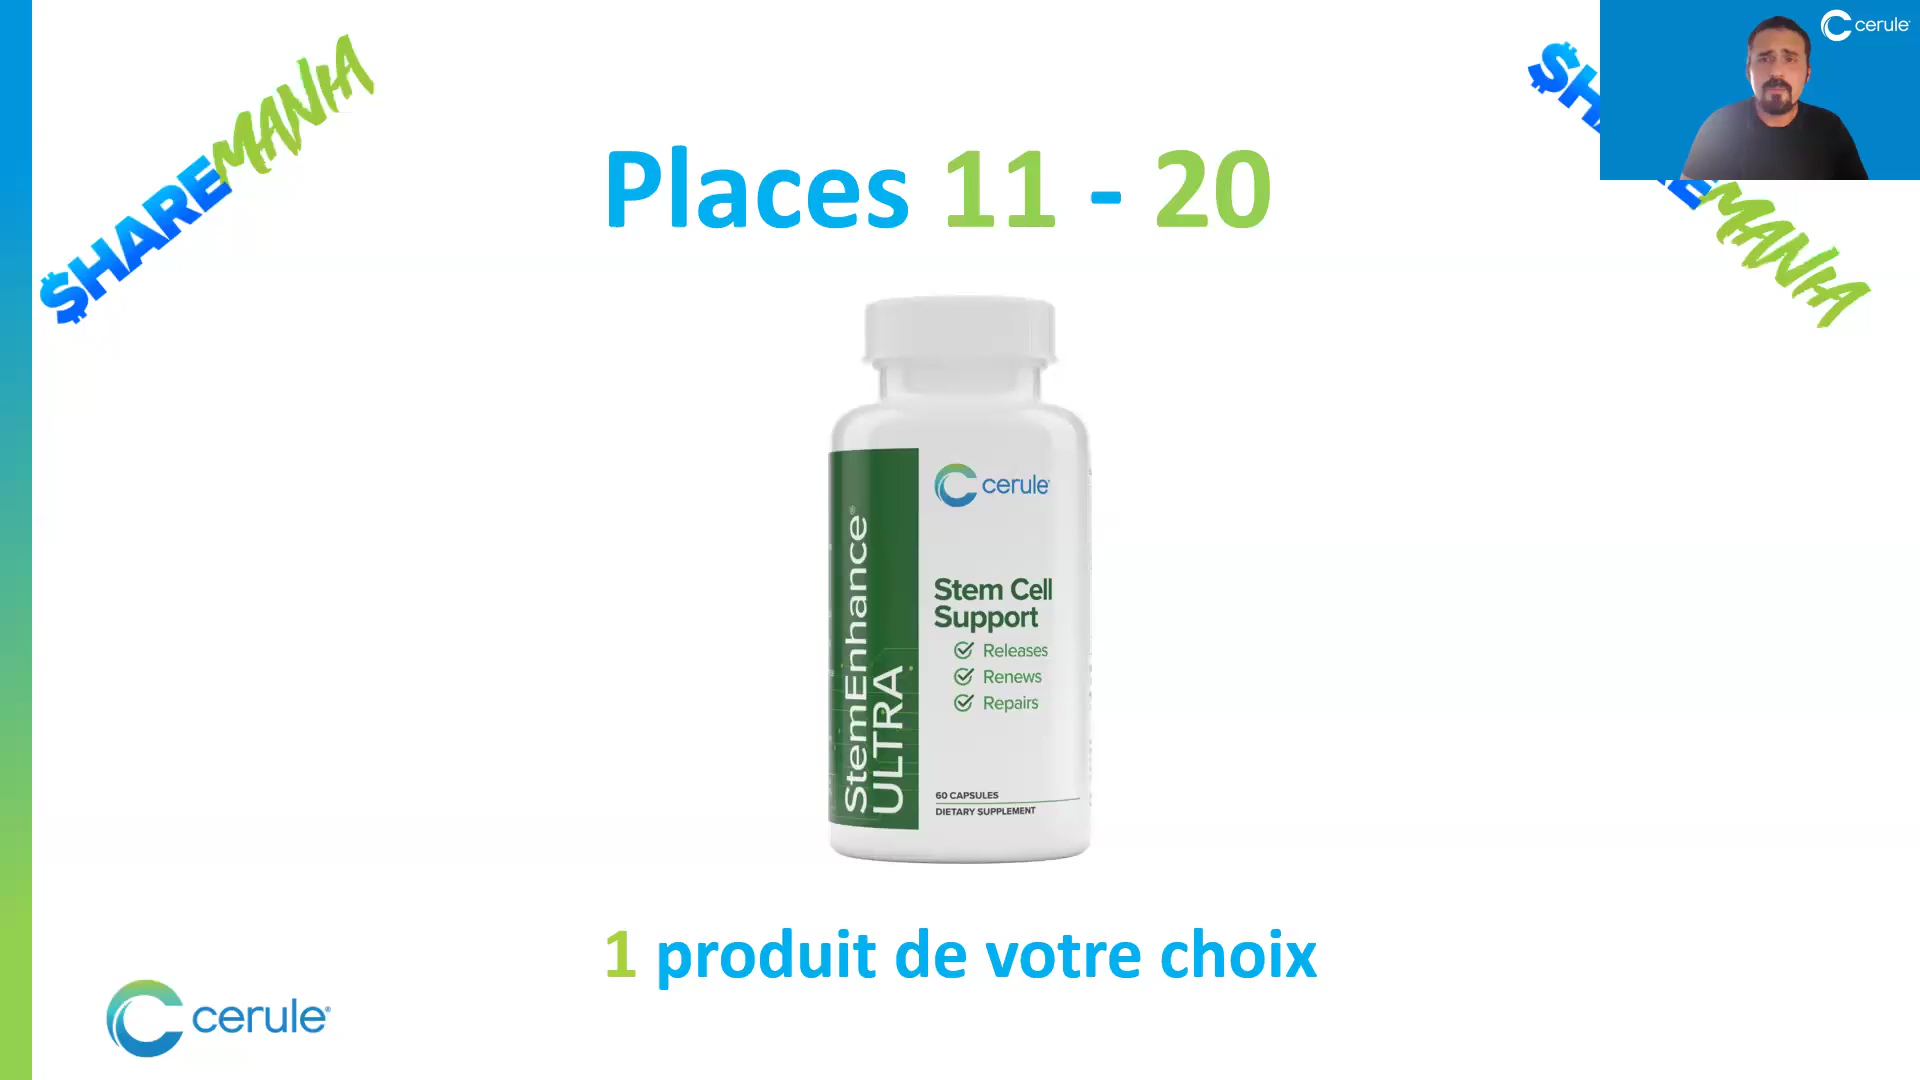 $HAREMANIA
cerule
Places 11 - 20
cerule
StemEnhance®
ULTRA
Stem Cell
Support
Releases
Renews
Repairs
60 CAPSULES
DIETARY SUPPLEMENT
1 produit de votre choix
cerule®